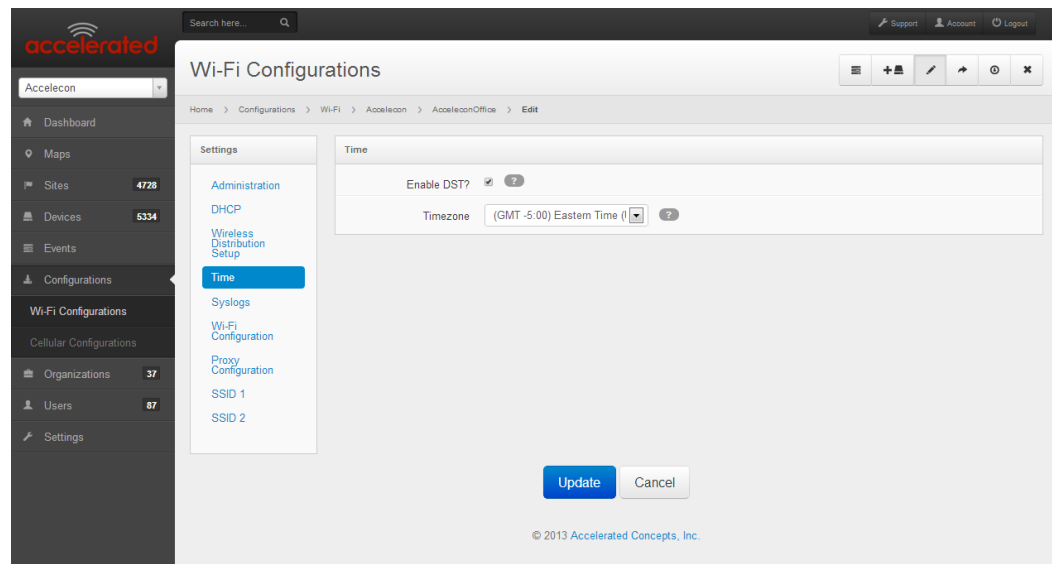 Search here...
Support
Account
Logout
accelerated
Accelecon
Wi-Fi Configurations
Home > Configurations > Wi-Fi > Accelecon > AcceleconOffice > Edit
Dashboard
Maps
Sites 4728
Devices 5334
Events
Configurations
Wi-Fi Configurations
Cellular Configurations
Organizations 37
Users 87
Settings
Settings
Administration
DHCP
Wireless
Distribution
Setup
Time
Syslogs
Wi-Fi
Configuration
Proxy
Configuration
SSID 1
SSID 2
Time
Enable DST? ?
Timezone (GMT -5:00) Eastern Time ( ?
Update
Cancel
© 2013 Accelerated Concepts, Inc.